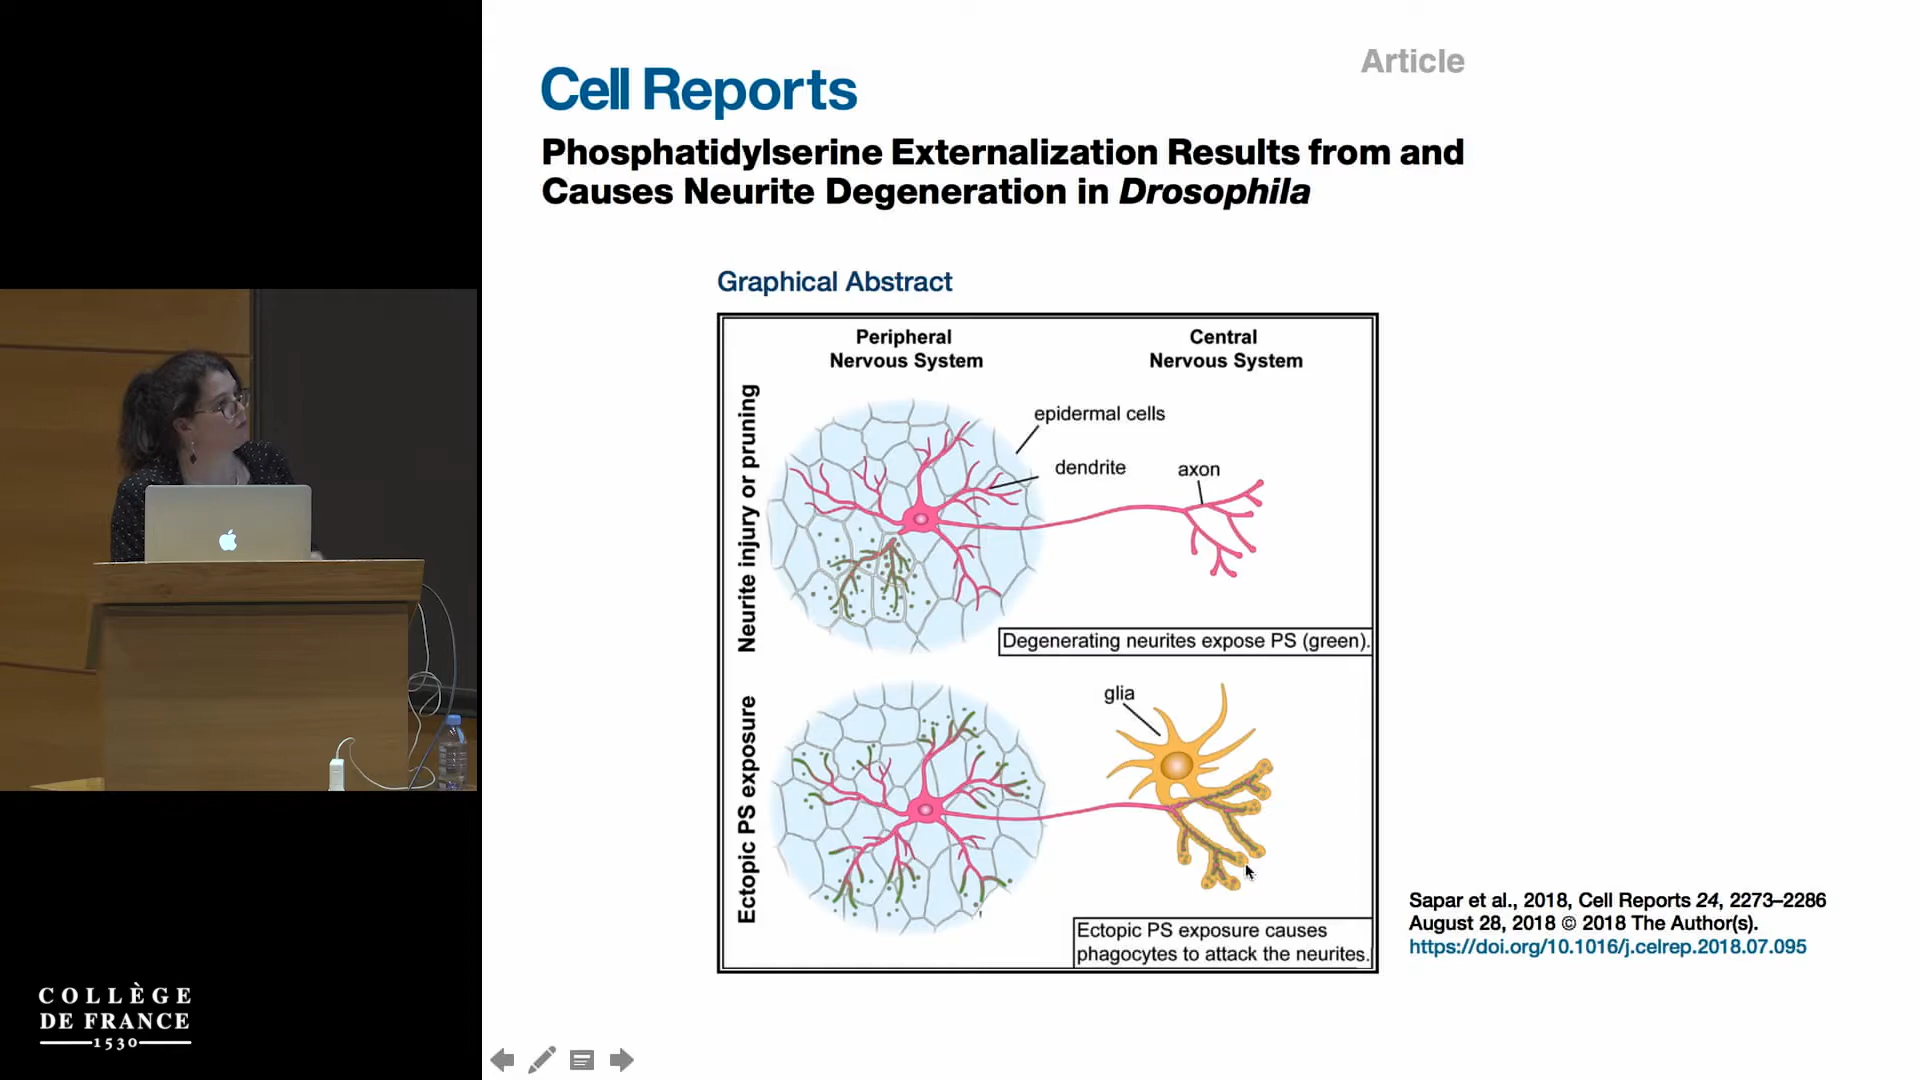 Article
Cell Reports
Phosphatidylserine Externalization Results from and
Causes Neurite Degeneration in Drosophila
Graphical Abstract
Peripheral
Nervous System
Central
Nervous System
Neurite injury or pruning
epidermal cells
dendrite
axon
Degenerating neurites expose PS (green).
Ectopic PS exposure
glia
Ectopic PS exposure causes
phagocytes to attack the neurites.
Sapar et al., 2018, Cell Reports 24, 2273–2286
August 28, 2018 © 2018 The Author(s).
https://doi.org/10.1016/j.celrep.2018.07.095
COLLÈGE
DE FRANCE
1530